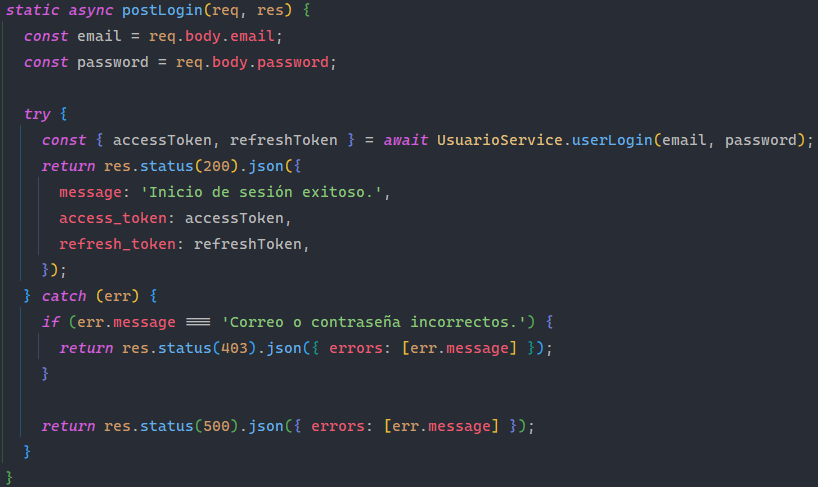 static async postLogin(req, res) {
const email = req.body.email;
const password = req.body.password;
try {
const { accessToken, refreshToken } = await UsuarioService.userLogin(email, password);
return res.status(200).json({
message: 'Inicio de sesión exitoso.',
access_token: accessToken,
refresh_token: refreshToken,
});
} catch (err) {
if (err.message === 'Correo o contraseña incorrectos.') {
return res.status(403).json({ errors: [err.message] });
}
return res.status(500).json({ errors: [err.message] });
}
}